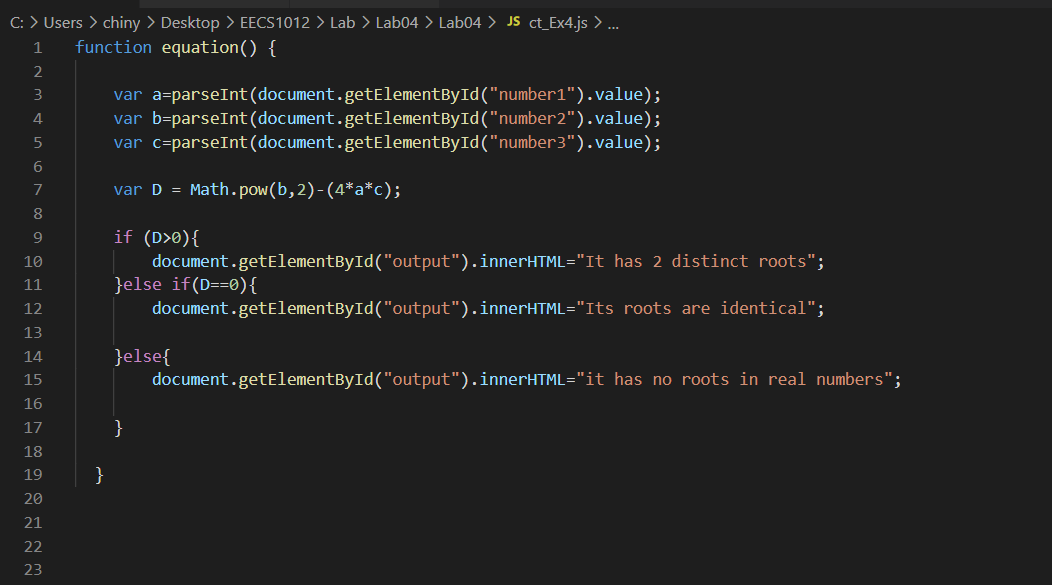 C: > Users > chiny > Desktop > EECS1012 > Lab > Lab04 > Lab04 > JS ct_Ex4.js > ...
1 function equation() {
2
3 var a=parseInt(document.getElementById("number1").value);
4 var b=parseInt(document.getElementById("number2").value);
5 var c=parseInt(document.getElementById("number3").value);
6
7 var D = Math.pow(b,2)-(4*a*c);
8
9 if (D>0){
10 document.getElementById("output").innerHTML="It has 2 distinct roots";
11 }else if(D==0){
12 document.getElementById("output").innerHTML="Its roots are identical";
13
14 }else{
15 document.getElementById("output").innerHTML="it has no roots in real numbers";
16
17 }
18
19 }
20
21
22
23